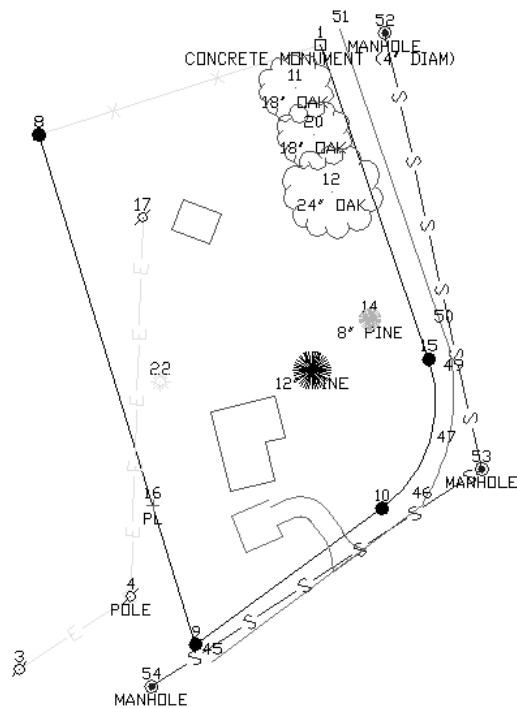 51
52
1
MANHOLE
CONCRETE MONUMENT (4' DIAM)
11
18' OAK
20
18' OAK
8
12
24" OAK
17
14
8" PINE
50
15
49
22
12" PINE
47
53
MANHOLE
16
PL
10
46
4
POLE
9
45
3
54
MANHOLE
E
E
E
E
E
E
S
S
S
S
S
S
S
S
S
S
S
S